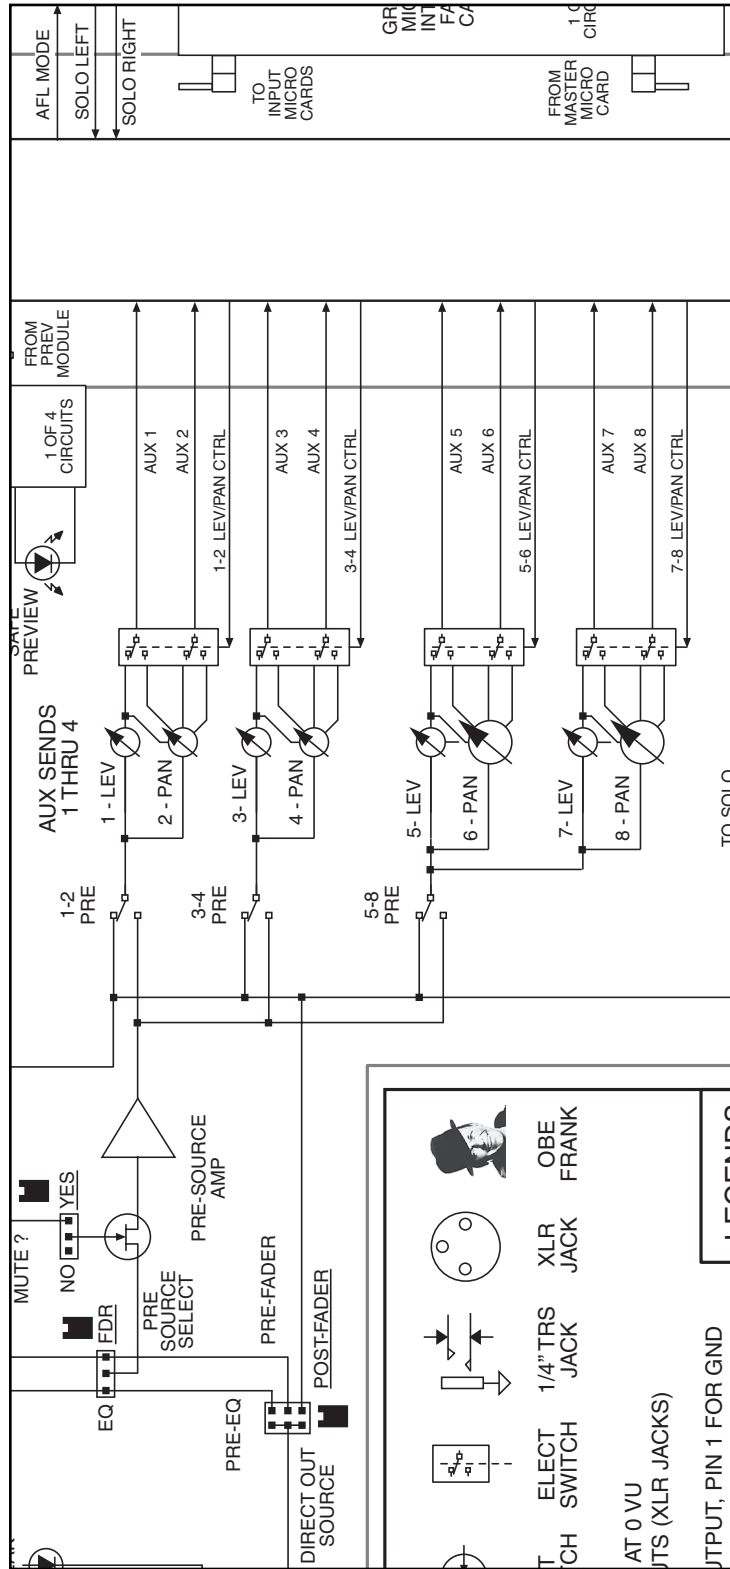 AFL MODE
SOLO LEFT
SOLO RIGHT
TO
INPUT
MICRO
CARDS
FROM
MASTER
MICRO
CARD
FROM
PREV
MODULE
1 OF 4
CIRCUITS
PREVIEW
AUX 1
AUX 2
1-2 LEV/PAN CTRL
AUX 3
AUX 4
3-4 LEV/PAN CTRL
AUX 5
AUX 6
5-6 LEV/PAN CTRL
AUX 7
AUX 8
7-8 LEV/PAN CTRL
AUX SENDS
1 THRU 4
1 - LEV
2 - PAN
3- LEV
4 - PAN
5- LEV
6 - PAN
7- LEV
8 - PAN
TO SOLO
1-2
PRE
3-4
PRE
5-8
PRE
MUTE ?
NO
YES
PRE-SOURCE
AMP
FDR
EQ
PRE
SOURCE
SELECT
PRE-FADER
POST-FADER
PRE-EQ
DIRECT OUT
SOURCE
OBE
FRANK
XLR
JACK
1/4" TRS
JACK
ELECT
SWITCH
LEGENDS
AT 0 VU
UTS (XLR JACKS)
UTPUT, PIN 1 FOR GND